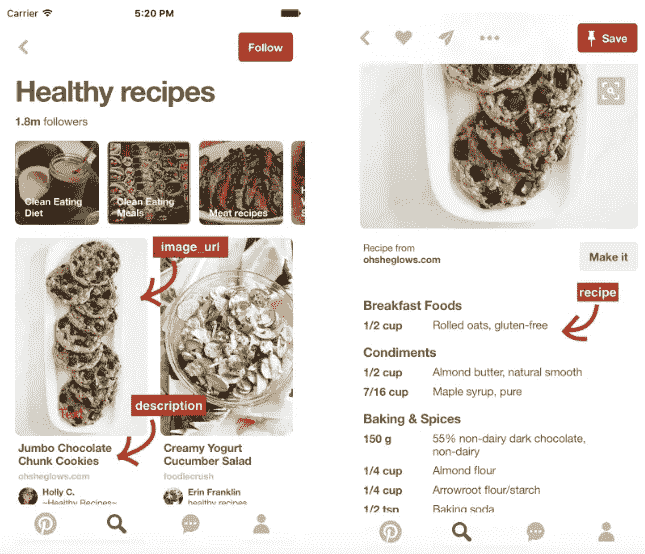 Carrier 5:20 PM
Follow
Healthy recipes
1.8m followers
Clean Eating
Diet
Clean Eating
Meals
Meat recipes
image_url
description
Jumbo Chocolate
Chunk Cookies
ohsheglows.com
Holly C.
~Healthy Recipes~
Creamy Yogurt
Cucumber Salad
foodiecrush
Erin Franklin
healthy recipes
Save
Recipe from
ohsheglows.com
Make it
recipe
Breakfast Foods
1/2 cup Rolled oats, gluten-free
Condiments
1/2 cup Almond butter, natural smooth
7/16 cup Maple syrup, pure
Baking & Spices
150 g 55% non-dairy dark chocolate,
non-dairy
1/4 cup Almond flour
1/4 cup Arrowroot flour/starch
1/2 tsp Baking soda